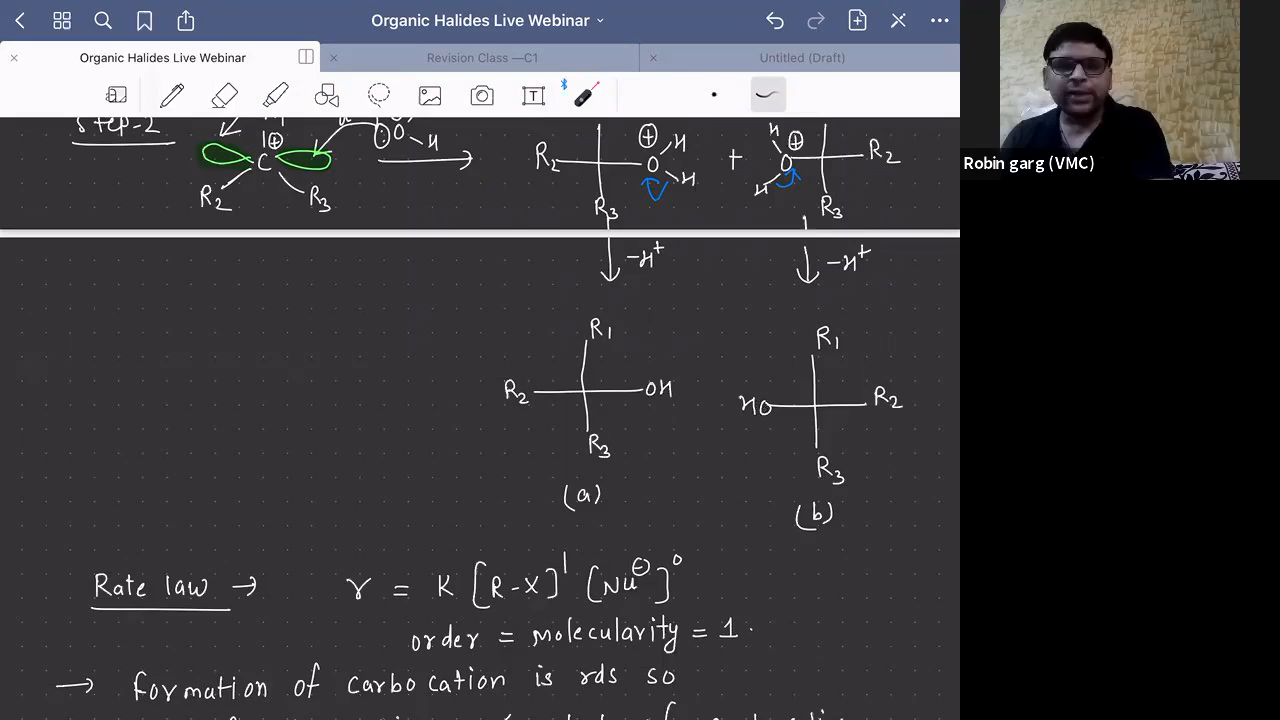 Organic Halides Live Webinar
Organic Halides Live Webinar
Revision Class —C1
Untitled (Draft)
T
Robin garg (VMC)
Step-2
C ⊕
R2 R3
O - H
R2 O ⊕ H H
R3
+
H H O ⊕ R2
R3
-H+
-H+
R1
R2 OH
R3
(a)
R1
HO R2
R3
(b)
Rate law → r = K [R-X]¹ [Nu⊖]⁰
order = molecularity = 1.
→ Formation of carbocation is rds so